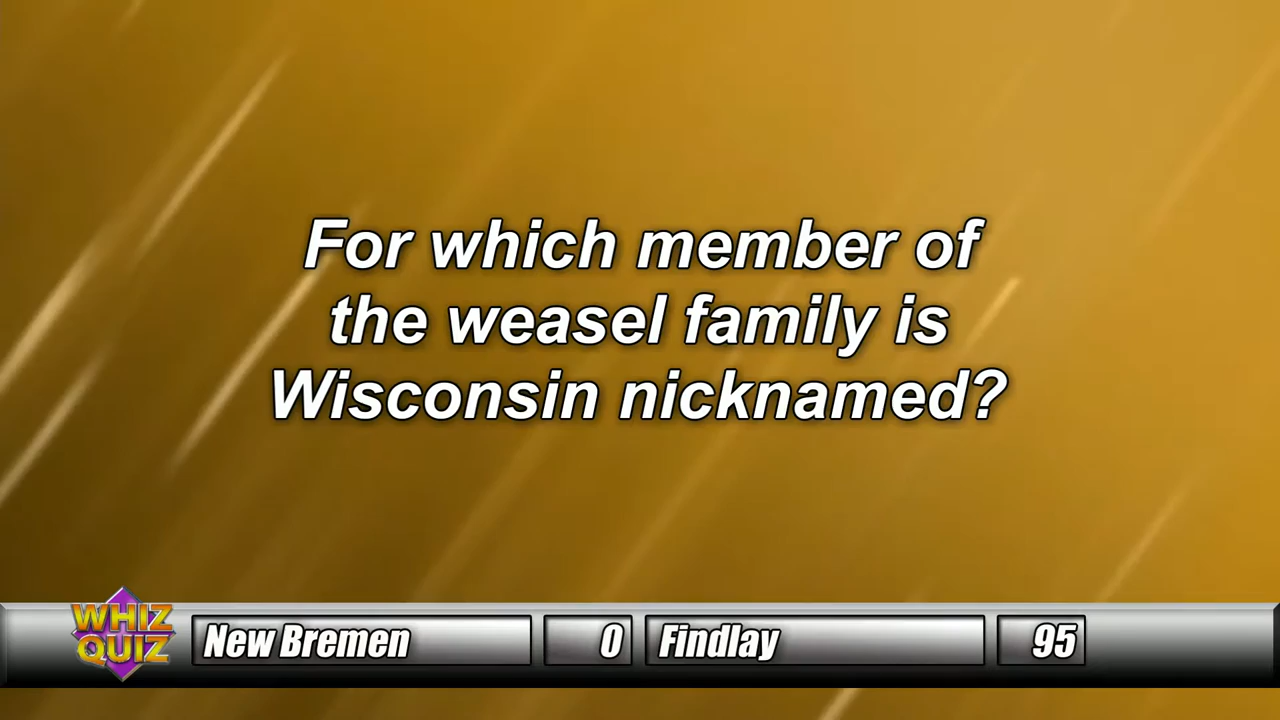 For which member of
the weasel family is
Wisconsin nicknamed?
WHIZ
QUIZ
New Bremen 0 Findlay 95